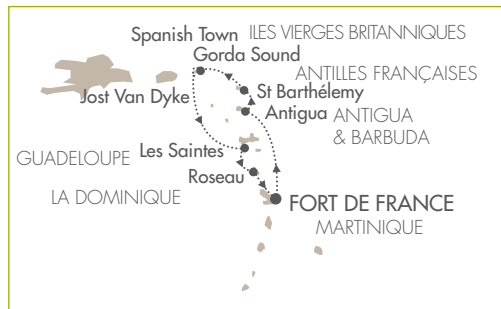 Spanish Town ILES VIERGES BRITANNIQUES
Gorda Sound
ANTILLES FRANÇAISES
Jost Van Dyke
St Barthélemy
Antigua
ANTIGUA
& BARBUDA
Les Saintes
GUADELOUPE
Roseau
LA DOMINIQUE
FORT DE FRANCE
MARTINIQUE